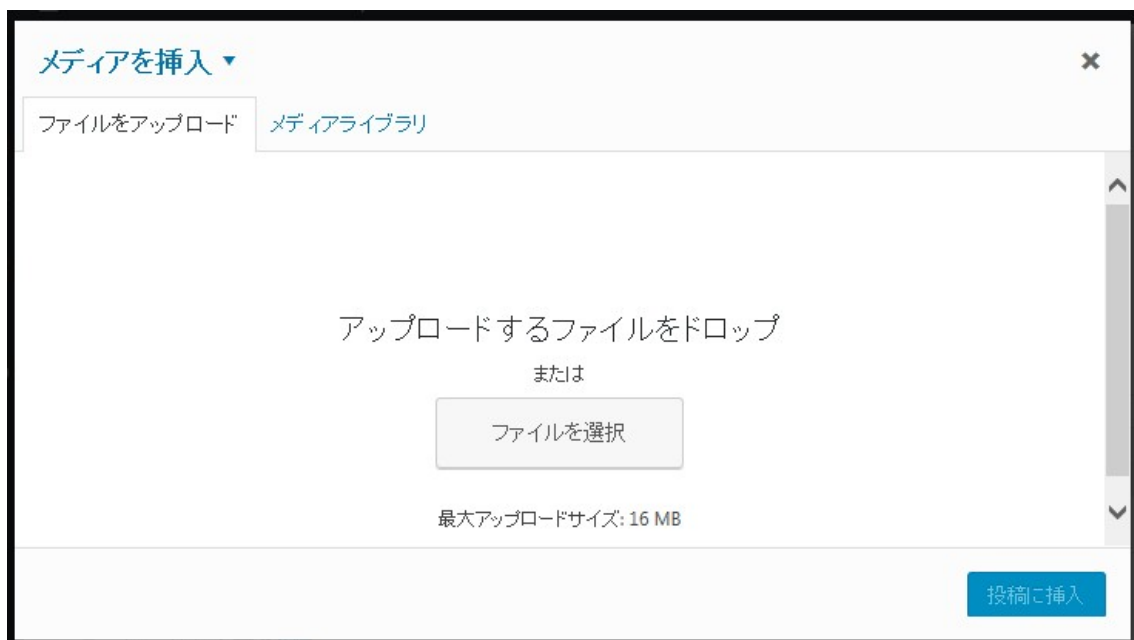 メディアを挿入
ファイルをアップロード メディアライブラリ
アップロードするファイルをドロップ
または
ファイルを選択
最大アップロードサイズ: 16 MB
投稿に挿入